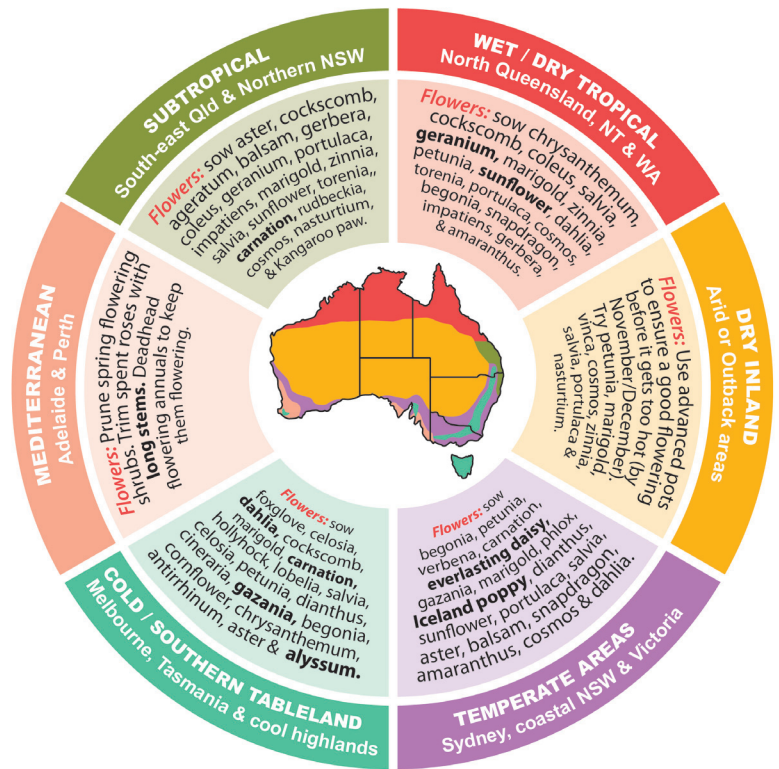 SUBTROPICAL
South-east Qld & Northern NSW
Flowers: sow aster, cockscomb,
ageratum, balsam, gerbera,
coleus, geranium, portulaca,
impatiens, marigold, zinnia,
salvia, sunflower, torenia,,
carnation, rudbeckia,
cosmos, nasturtium,
& Kangaroo paw.
WET / DRY TROPICAL
North Queensland, NT & WA
Flowers: sow chrysanthemum,
cockscomb, coleus, salvia,
geranium, marigold, zinnia,
petunia, sunflower, dahlia,
torenia, portulaca, cosmos,
begonia, snapdragon,
impatiens, gerbera,
& amaranthus.
DRY INLAND
Arid or Outback areas
Flowers: Use advanced pots
to ensure a good flowering
before it gets too hot (by
November/December).
Try petunia, marigold,
vinca, cosmos, zinnia,
salvia, portulaca &
nasturtium.
TEMPERATE AREAS
Sydney, coastal NSW & Victoria
Flowers: sow
begonia, petunia,
verbena, carnation,
everlasting daisy,
gazania, marigold, phlox,
Iceland poppy, dianthus,
sunflower, portulaca, salvia,
aster, balsam, snapdragon,
amaranthus, cosmos & dahlia.
COLD / SOUTHERN TABLELAND
Melbourne, Tasmania & cool highlands
Flowers: sow
foxglove, celosia,
dahlia, cockscomb,
marigold, carnation,
hollyhock, lobelia, salvia,
celosia, petunia, dianthus,
cineraria, gazania, begonia,
cornflower, chrysanthemum,
antirrhinum, aster & alyssum.
MEDITERRANEAN
Adelaide & Perth
Flowers: Prune spring flowering
shrubs. Trim spent roses with
long stems. Deadhead
flowering annuals to keep
them flowering.